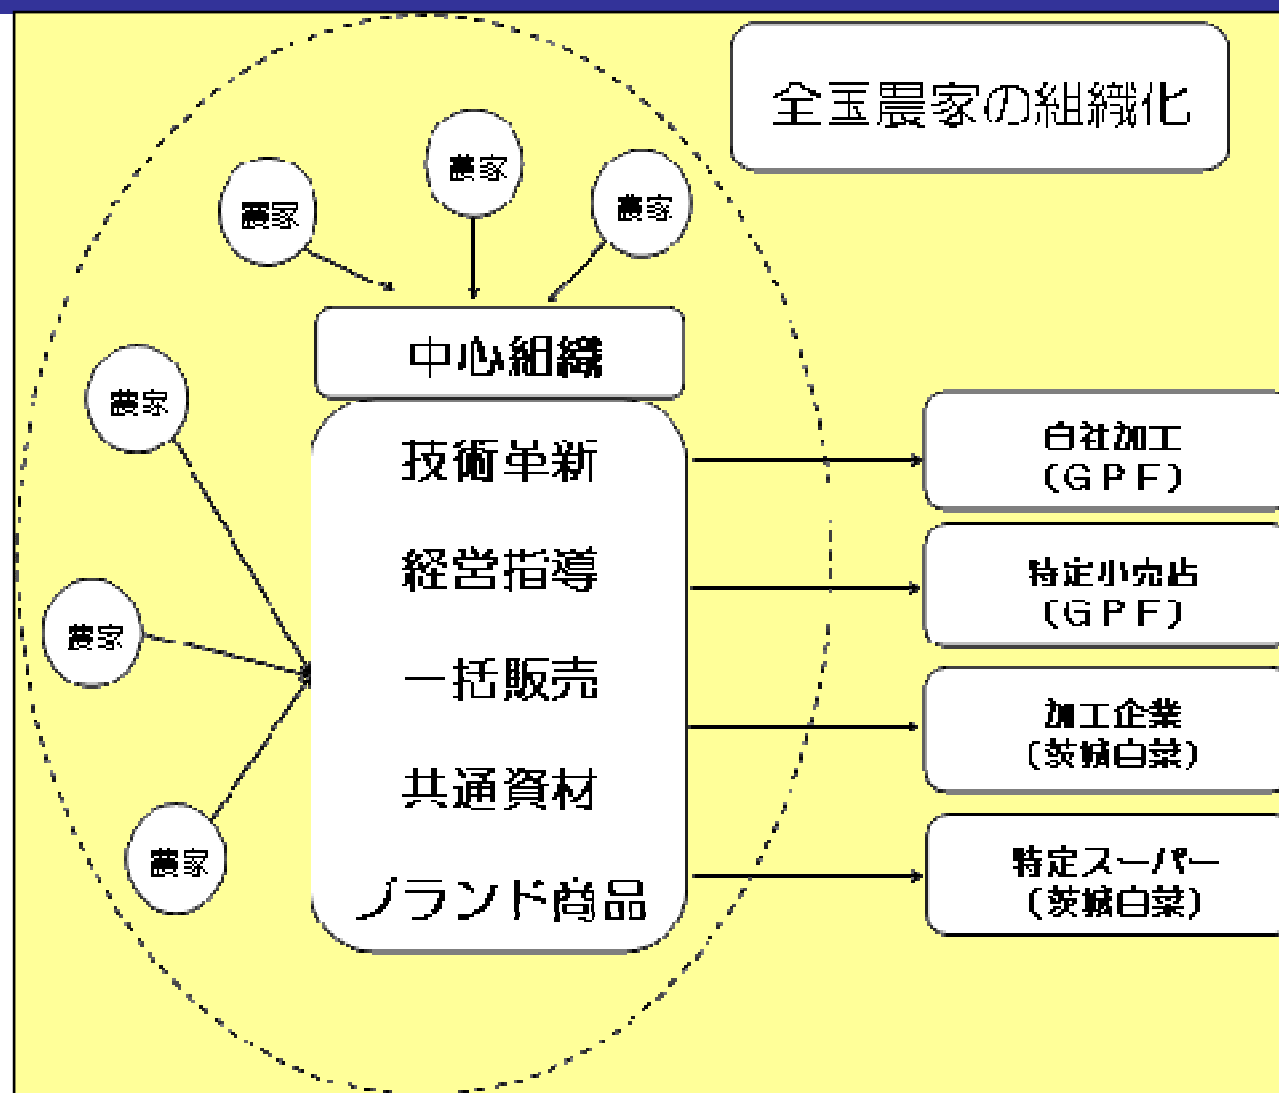 全玉農家の組織化
農家
農家
農家
中心組織
農家
技術革新
自社加工
(GPF)
経営指導
特定小売店
(GPF)
農家
一括販売
加工企業
(茨城白菜)
共通資材
農家
ブランド商品
特定スーパー
(茨城白菜)